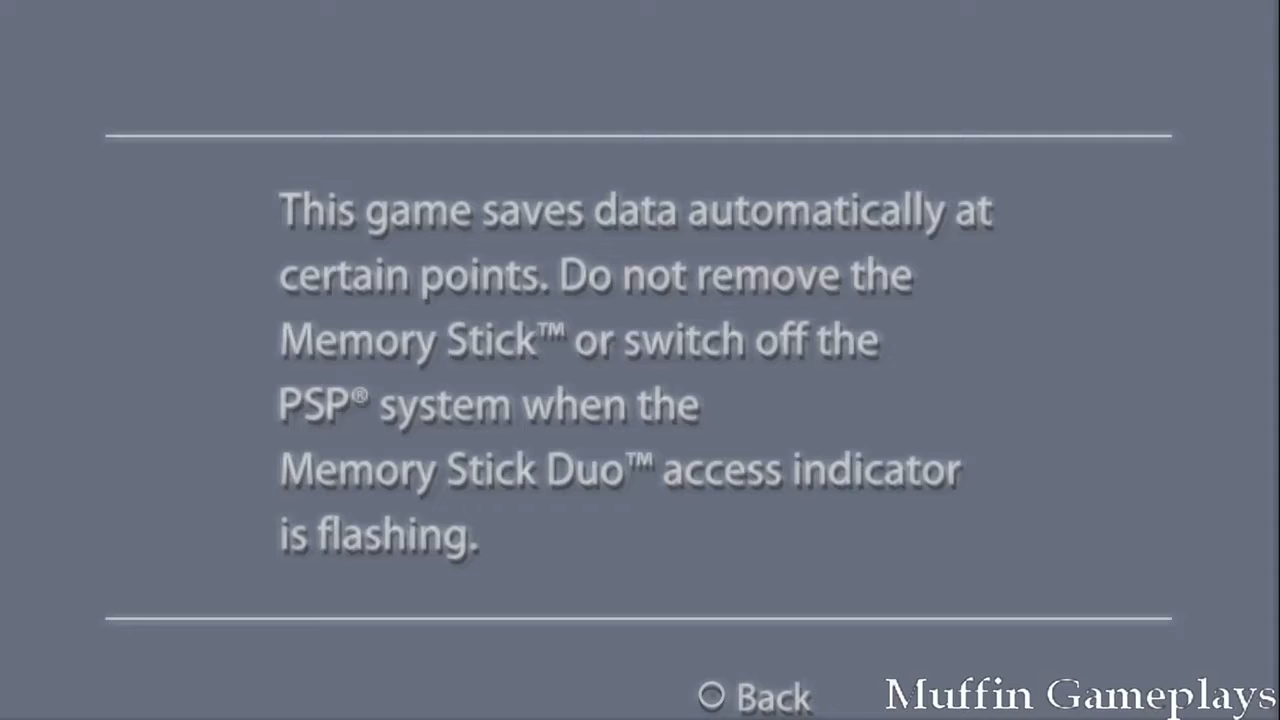 This game saves data automatically at
certain points. Do not remove the
Memory Stick™ or switch off the
PSP® system when the
Memory Stick Duo™ access indicator
is flashing.
Back
Muffin Gameplays